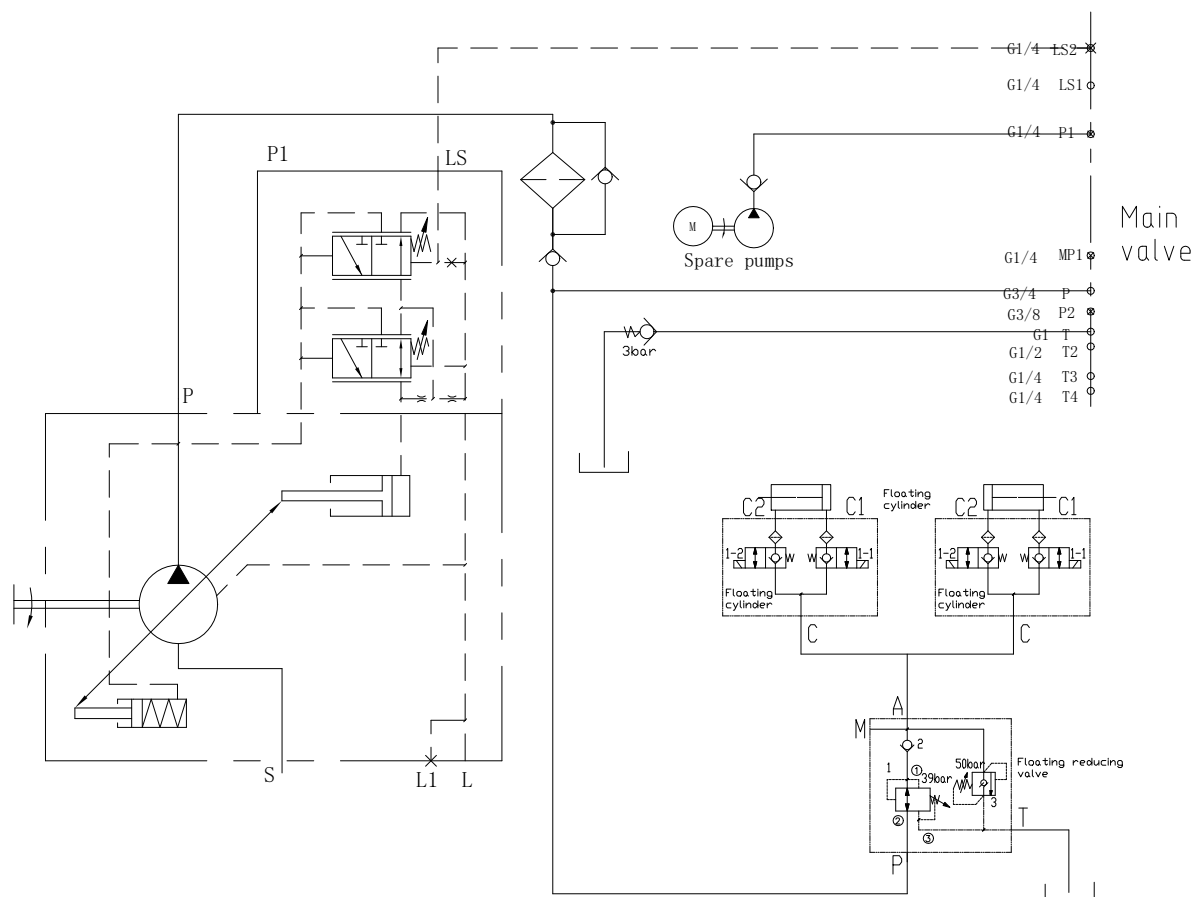 G1/4 LS2
G1/4 LS1
P1 LS
G1/4 P1
M
Spare pumps
Main
valve
G1/4 MP1
G3/4 P
G3/8 P2
G1 T
3bar
G1/2 T2
G1/4 T3
G1/4 T4
P
C2 C1
Floating
cylinder
C2 C1
1-2 1-1
1-2 1-1
Floating
cylinder
Floating
cylinder
C C
A
M
2
1 ① 39bar
50bar
3
Floating reducing
valve
②
③
T
P
S
L1 L